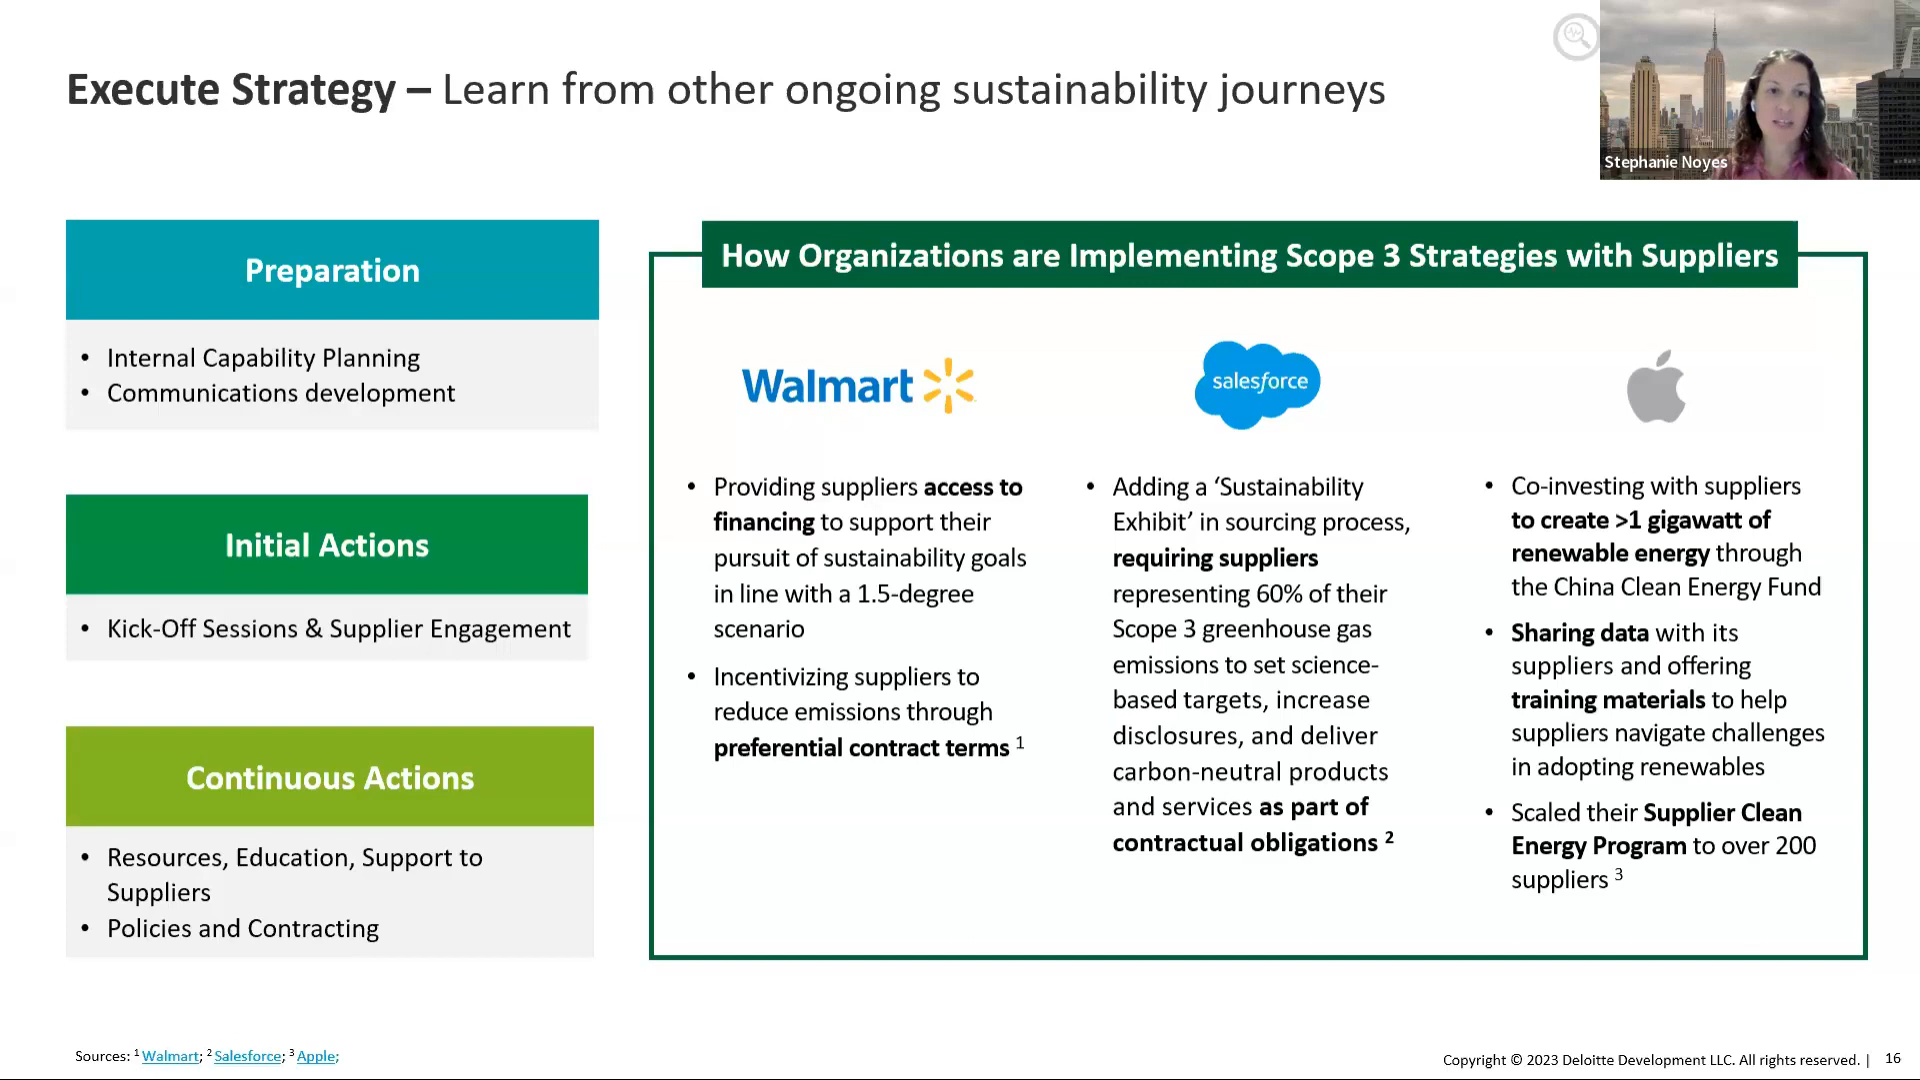 Execute Strategy – Learn from other ongoing sustainability journeys
Stephanie Noyes
Preparation
• Internal Capability Planning
• Communications development
Initial Actions
• Kick-Off Sessions & Supplier Engagement
Continuous Actions
• Resources, Education, Support to
Suppliers
• Policies and Contracting
How Organizations are Implementing Scope 3 Strategies with Suppliers
Walmart
• Providing suppliers access to
financing to support their
pursuit of sustainability goals
in line with a 1.5-degree
scenario
• Incentivizing suppliers to
reduce emissions through
preferential contract terms 1
salesforce
• Adding a ‘Sustainability
Exhibit’ in sourcing process,
requiring suppliers
representing 60% of their
Scope 3 greenhouse gas
emissions to set science-
based targets, increase
disclosures, and deliver
carbon-neutral products
and services as part of
contractual obligations 2
• Co-investing with suppliers
to create >1 gigawatt of
renewable energy through
the China Clean Energy Fund
• Sharing data with its
suppliers and offering
training materials to help
suppliers navigate challenges
in adopting renewables
• Scaled their Supplier Clean
Energy Program to over 200
suppliers 3
Sources: 1 Walmart; 2 Salesforce; 3 Apple;
Copyright © 2023 Deloitte Development LLC. All rights reserved. | 16